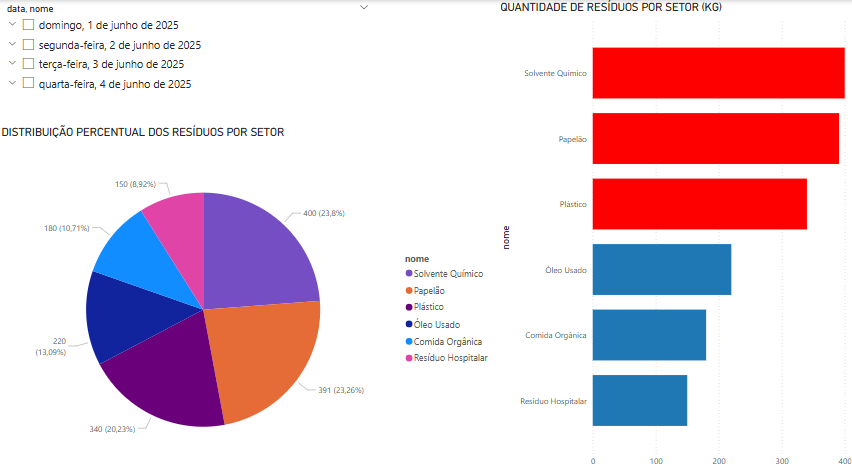 data, nome
domingo, 1 de junho de 2025
segunda-feira, 2 de junho de 2025
terça-feira, 3 de junho de 2025
quarta-feira, 4 de junho de 2025
DISTRIBUIÇÃO PERCENTUAL DOS RESÍDUOS POR SETOR
150 (8,92%)
180 (10,71%)
400 (23,8%)
220
(13,09%)
340 (20,23%)
391 (23,26%)
nome
Solvente Químico
Papelão
Plástico
Óleo Usado
Comida Orgânica
Resíduo Hospitalar
QUANTIDADE DE RESÍDUOS POR SETOR (KG)
nome
Solvente Químico
Papelão
Plástico
Óleo Usado
Comida Orgânica
Resíduo Hospitalar
0
100
200
300
400